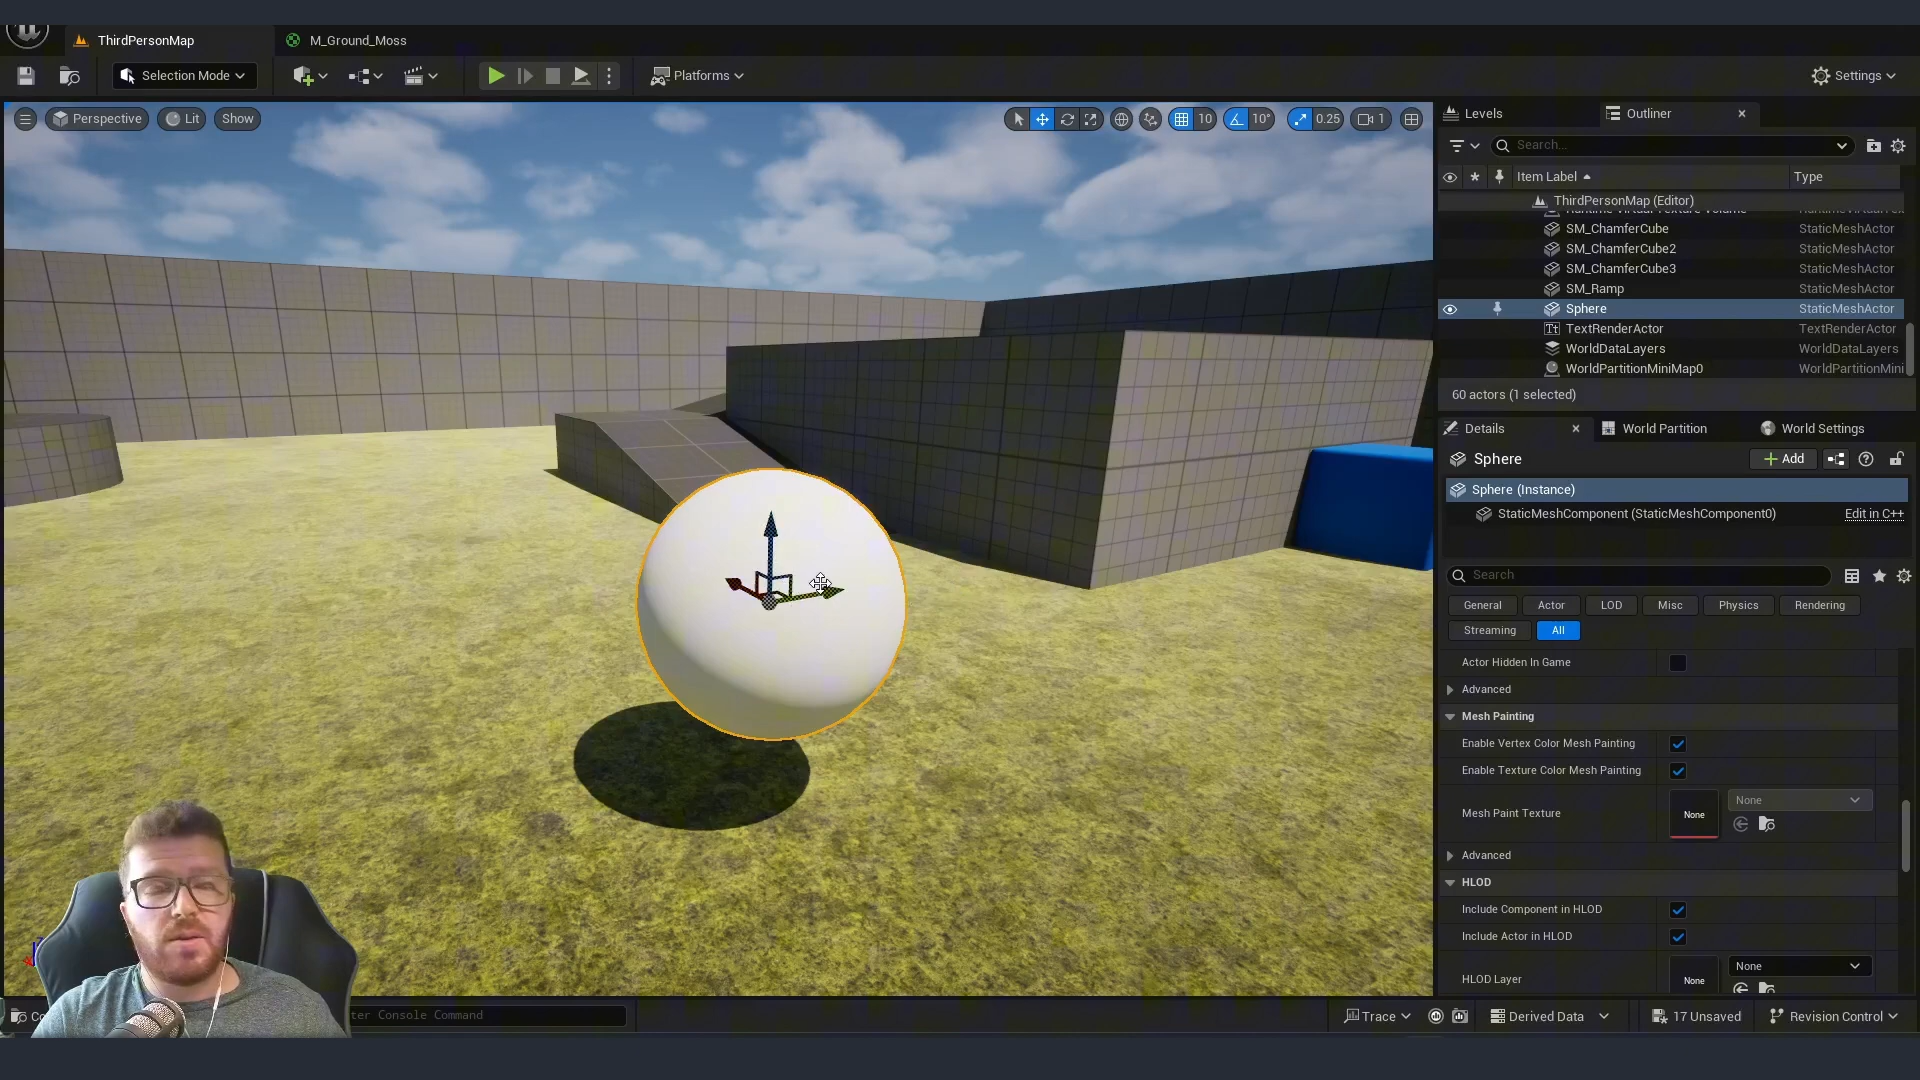 ThirdPersonMap
M_Ground_Moss
Selection Mode
Platforms
Settings
Perspective
Lit
Show
10
10°
0.25
1
Levels
Outliner
Search...
Item Label
Type
ThirdPersonMap (Editor)
SM_ChamferCube StaticMeshActor
SM_ChamferCube2 StaticMeshActor
SM_ChamferCube3 StaticMeshActor
SM_Ramp StaticMeshActor
Sphere StaticMeshActor
TextRenderActor TextRenderActor
WorldDataLayers WorldDataLayers
WorldPartitionMiniMap0 WorldPartitionMini
60 actors (1 selected)
Details
World Partition
World Settings
Sphere
Add
Sphere (Instance)
StaticMeshComponent (StaticMeshComponent0) Edit in C++
Search
General Actor LOD Misc Physics Rendering
Streaming All
Actor Hidden In Game
Advanced
Mesh Painting
Enable Vertex Color Mesh Painting
Enable Texture Color Mesh Painting
Mesh Paint Texture
None
None
Advanced
HLOD
Include Component in HLOD
Include Actor in HLOD
HLOD Layer
None
None
ter Console Command
Trace
Derived Data
17 Unsaved
Revision Control